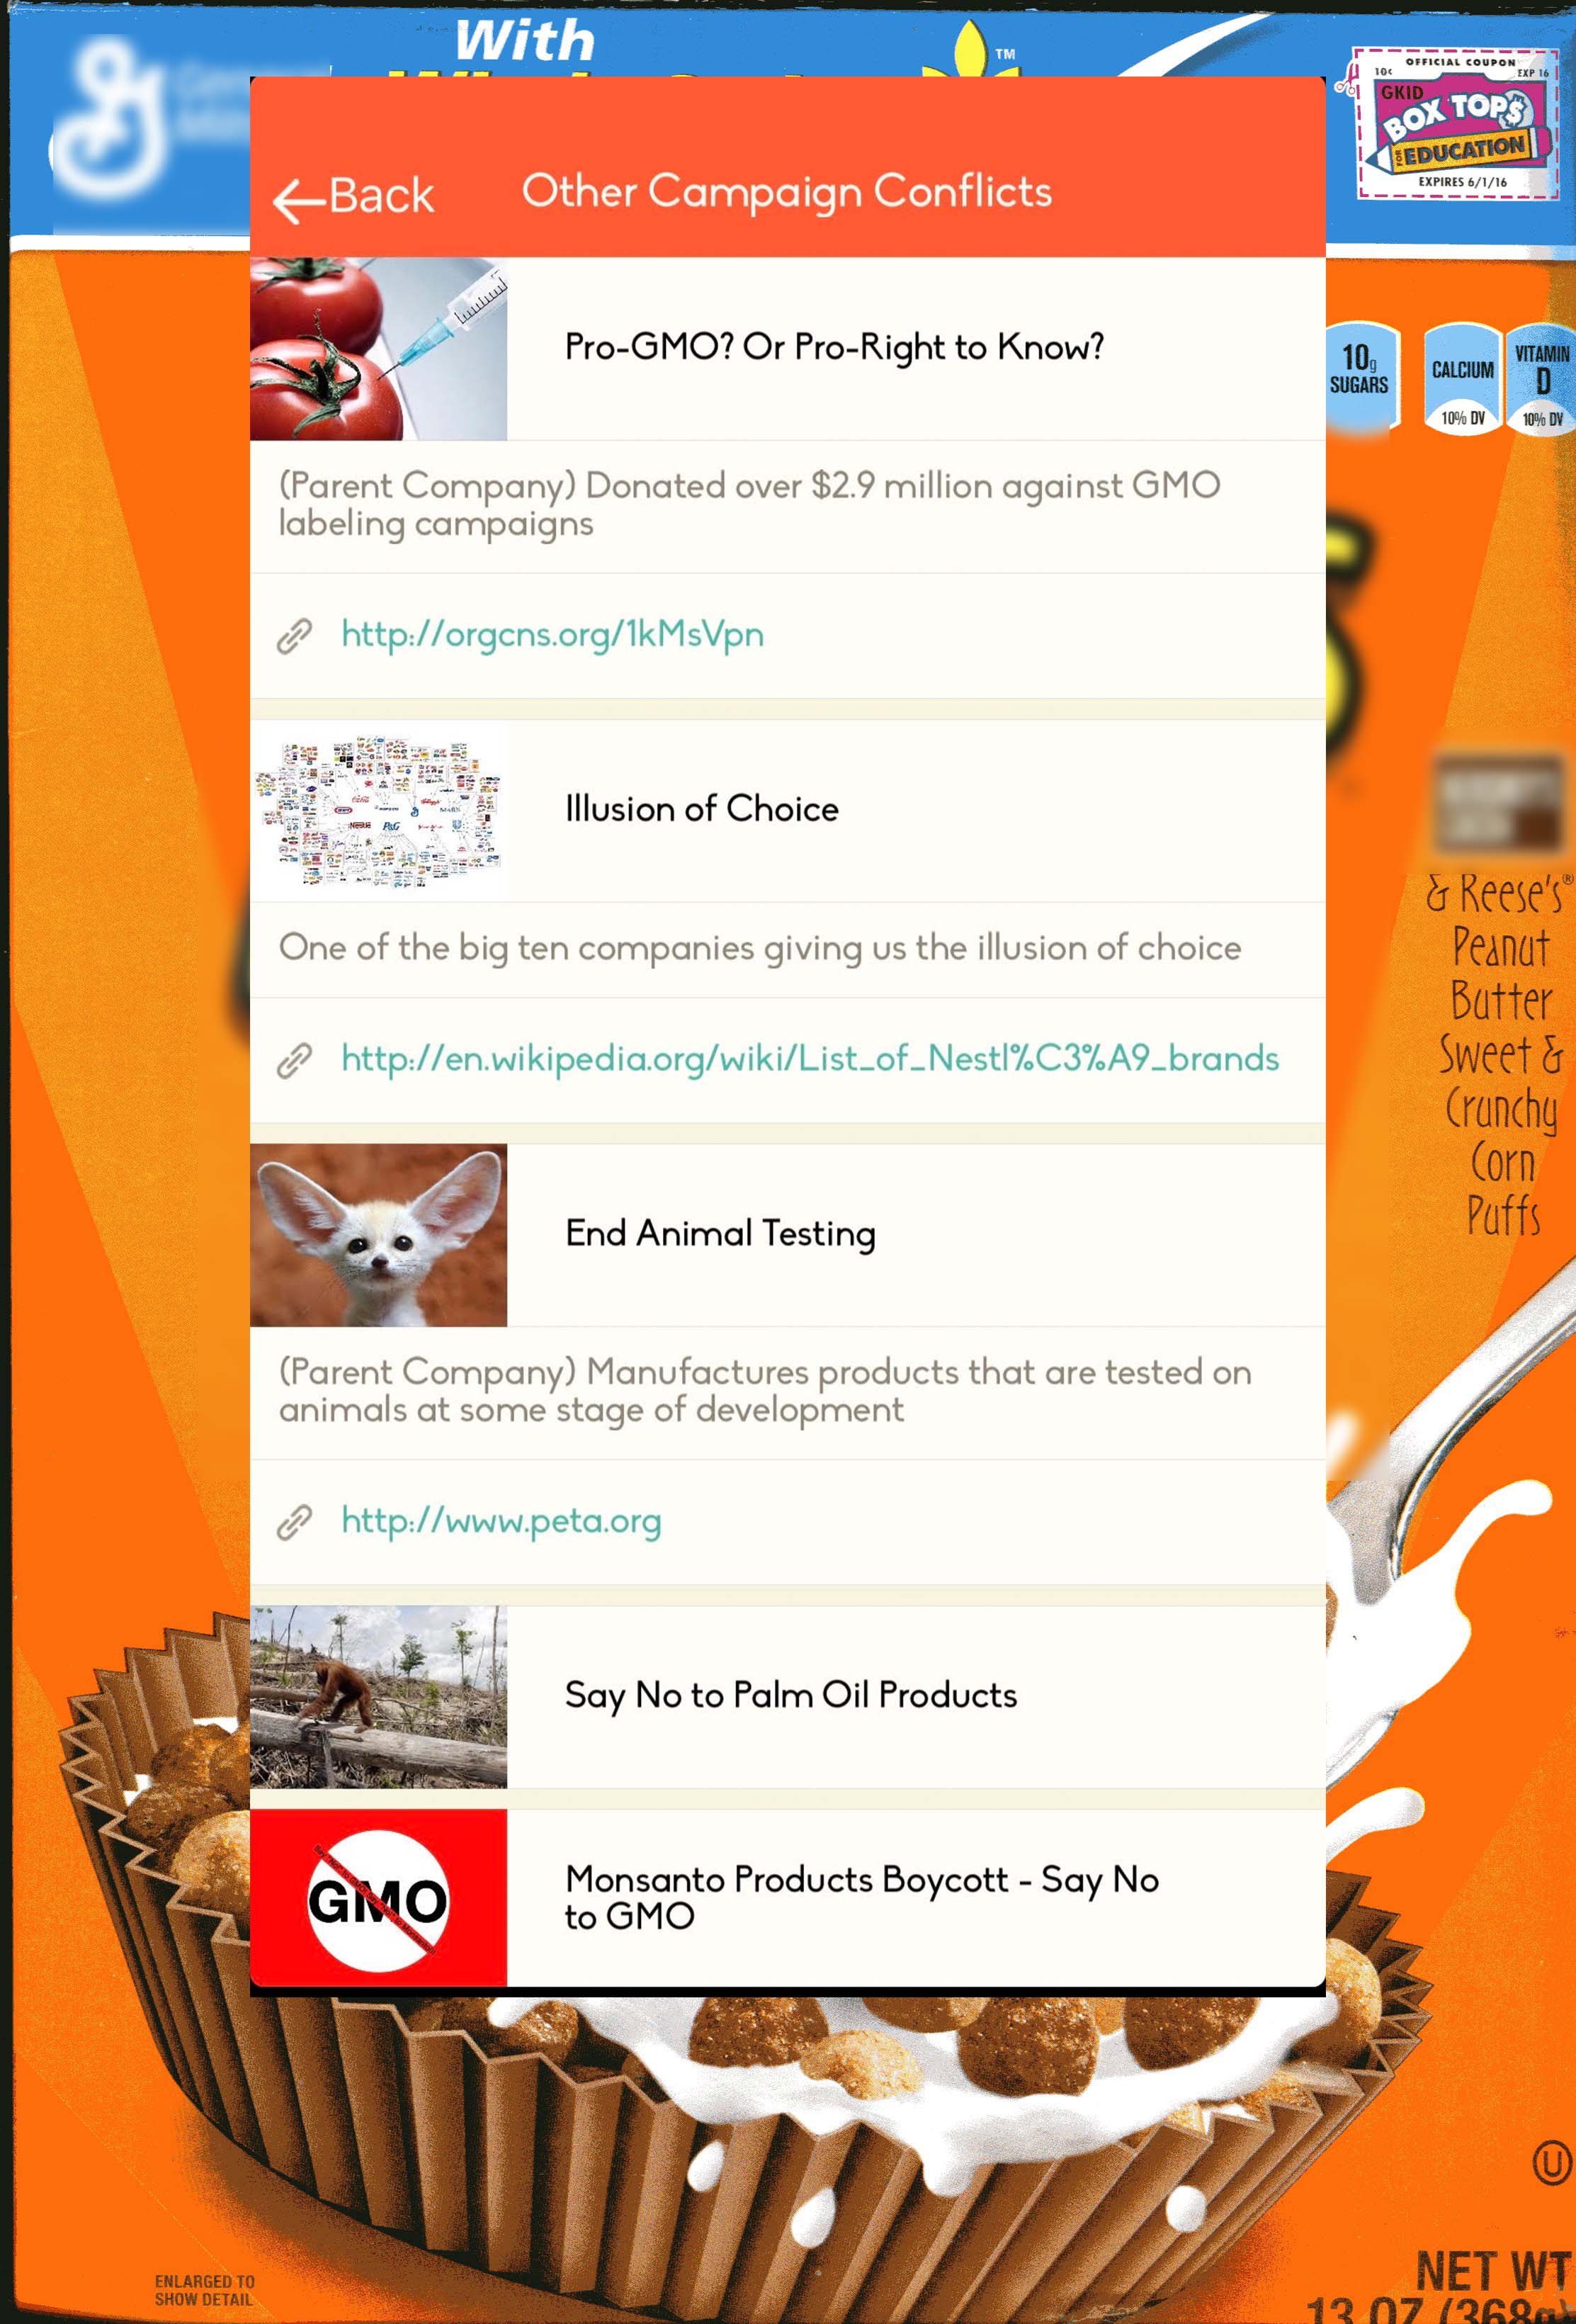 With
TM
OFFICIAL COUPON
10¢ EXP 16
GKID
BOX TOPS
FOR EDUCATION
EXPIRES 6/1/16
←Back Other Campaign Conflicts
Pro-GMO? Or Pro-Right to Know?
(Parent Company) Donated over $2.9 million against GMO
labeling campaigns
http://orgcns.org/1kMsVpn
Illusion of Choice
One of the big ten companies giving us the illusion of choice
http://en.wikipedia.org/wiki/List_of_Nestl%C3%A9_brands
End Animal Testing
(Parent Company) Manufactures products that are tested on
animals at some stage of development
http://www.peta.org
Say No to Palm Oil Products
GMO
Monsanto Products Boycott - Say No
to GMO
10g
SUGARS
CALCIUM
10% DV
VITAMIN
D
10% DV
& Reese's®
Peanut
Butter
Sweet &
Crunchy
Corn
Puffs
U
ENLARGED TO
SHOW DETAIL
NET WT